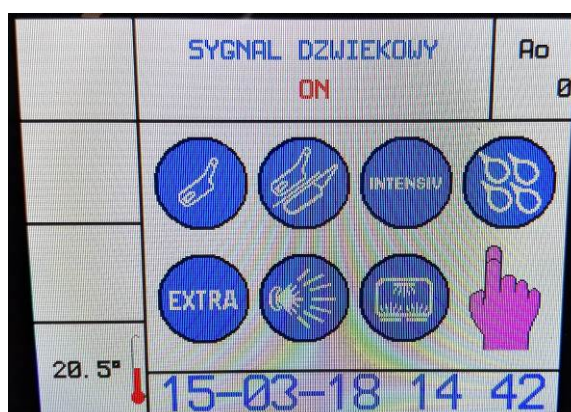 SYGNAL DZWIEKOWY
ON
Ao
0
INTENSIV
EXTRA
20.5°
15-03-18 14 42